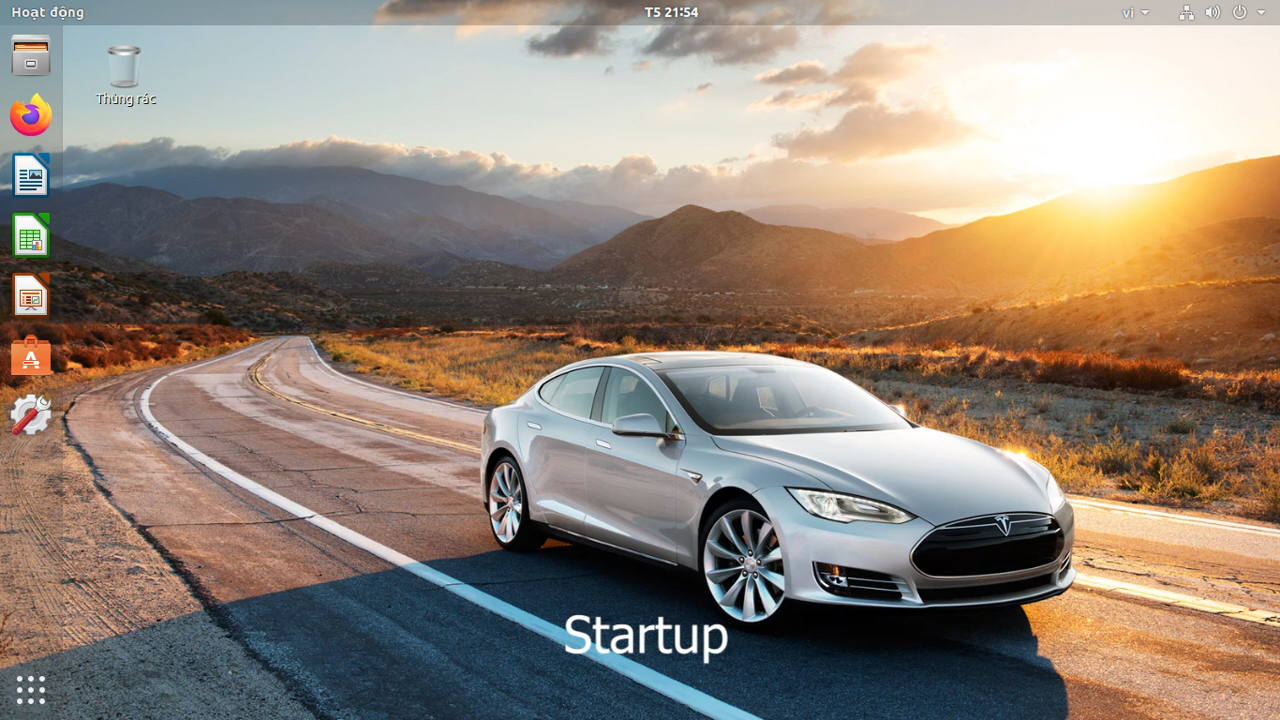 Hoạt động
T5 21:54
vi
Thùng rác
Startup